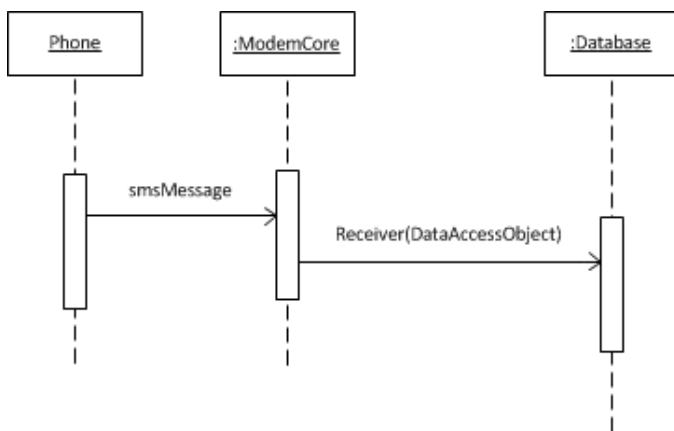 Phone
:ModemCore
:Database
smsMessage
Receiver(DataAccessObject)